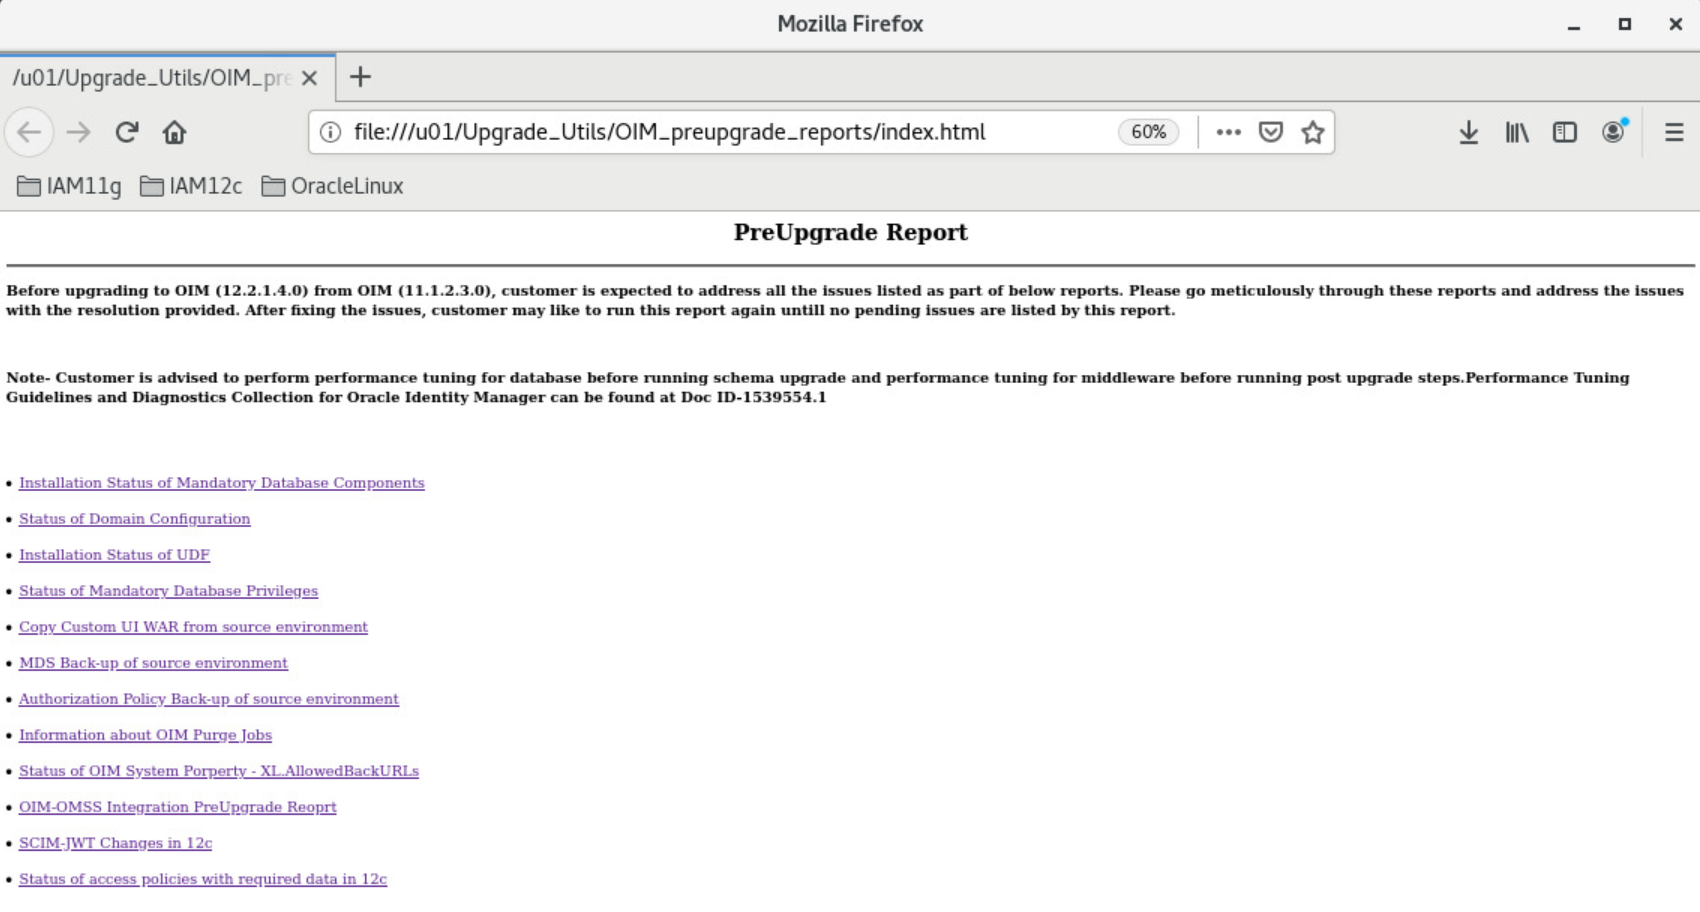 Mozilla Firefox
/u01/Upgrade_Utils/OIM_pre
file:///u01/Upgrade_Utils/OIM_preupgrade_reports/index.html 60%
IAM11g IAM12c OracleLinux
PreUpgrade Report
Before upgrading to OIM (12.2.1.4.0) from OIM (11.1.2.3.0), customer is expected to address all the issues listed as part of below reports. Please go meticulously through these reports and address the issues
with the resolution provided. After fixing the issues, customer may like to run this report again untill no pending issues are listed by this report.
Note- Customer is advised to perform performance tuning for database before running schema upgrade and performance tuning for middleware before running post upgrade steps.Performance Tuning
Guidelines and Diagnostics Collection for Oracle Identity Manager can be found at Doc ID-1539554.1
• Installation Status of Mandatory Database Components
• Status of Domain Configuration
• Installation Status of UDF
• Status of Mandatory Database Privileges
• Copy Custom UI WAR from source environment
• MDS Back-up of source environment
• Authorization Policy Back-up of source environment
• Information about OIM Purge Jobs
• Status of OIM System Porperty - XL.AllowedBackURLs
• OIM-OMSS Integration PreUpgrade Reoprt
• SCIM-JWT Changes in 12c
• Status of access policies with required data in 12c